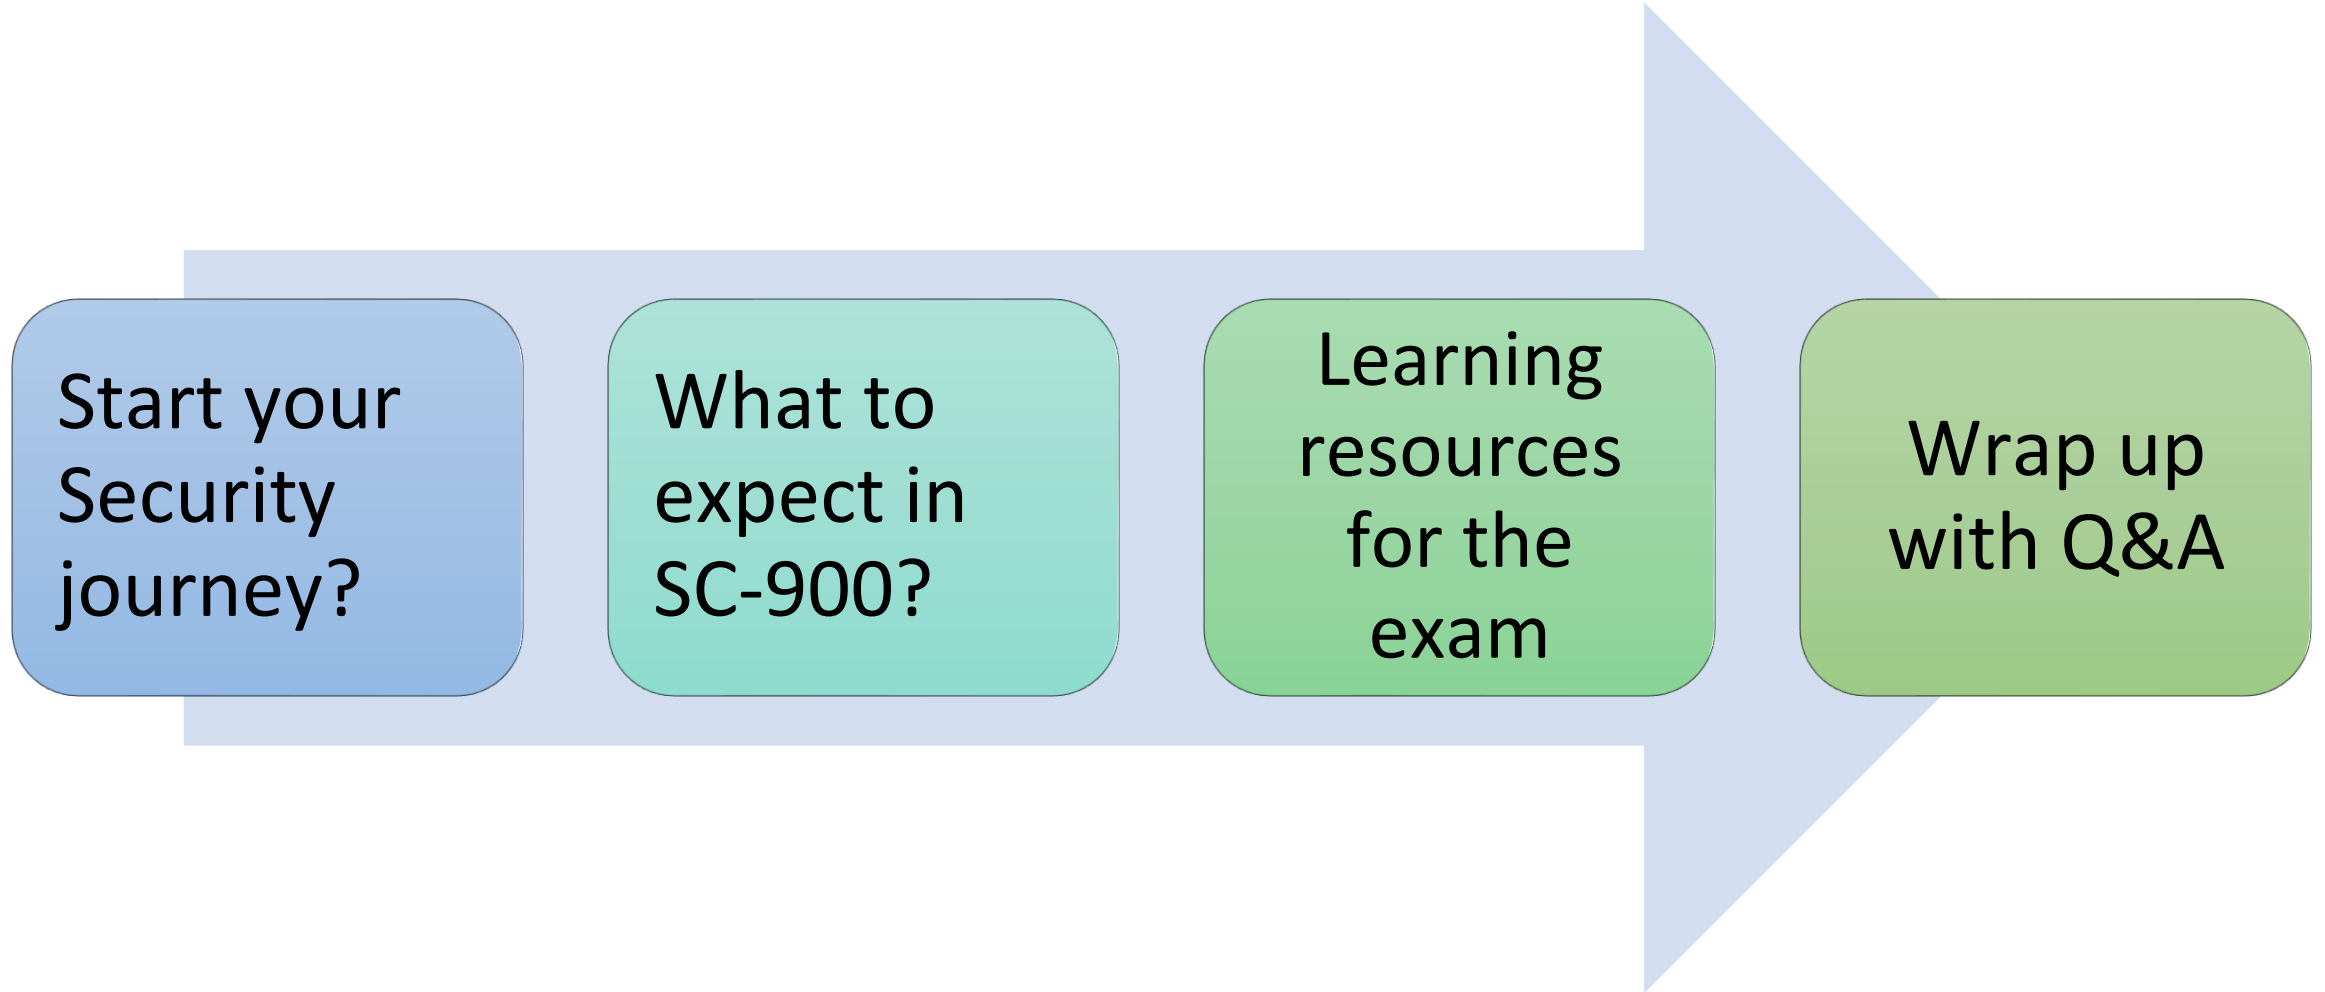 Start your
Security
journey?
What to
expect in
SC-900?
Learning
resources
for the
exam
Wrap up
with Q&A